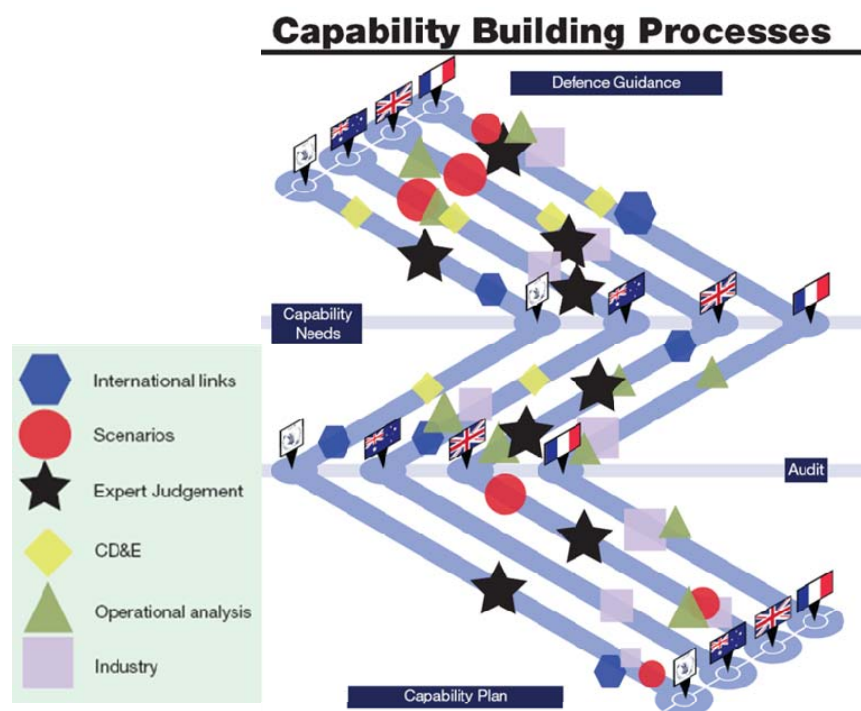 Capability Building Processes
Defence Guidance
Capability
Needs
International links
Scenarios
Expert Judgement
CD&E
Operational analysis
Industry
Audit
Capability Plan